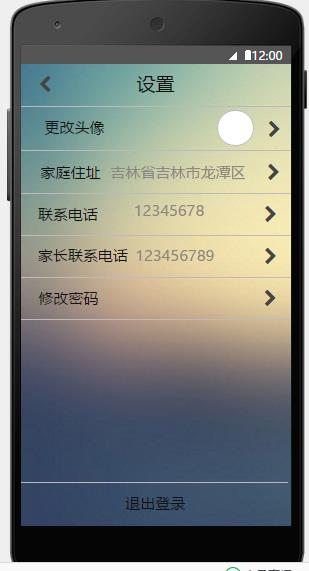 12:00
设置
更改头像
家庭住址 吉林省吉林市龙潭区
联系电话 12345678
家长联系电话 123456789
修改密码
退出登录